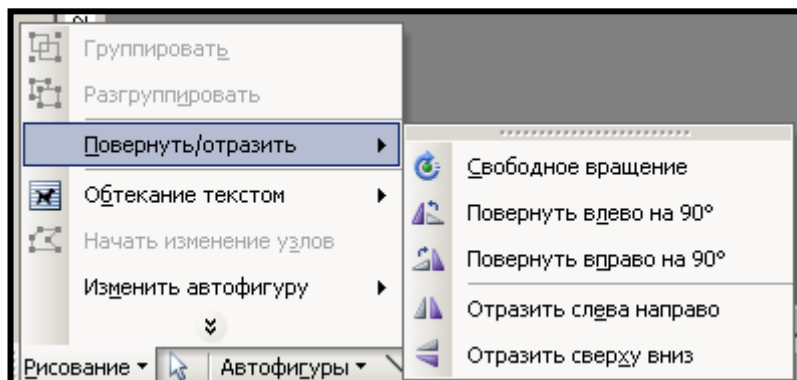 Группировать
Разгруппировать
Повернуть/отразить
Обтекание текстом
Начать изменение узлов
Изменить автофигуру
Рисование
Автофигуры
Свободное вращение
Повернуть влево на 90°
Повернуть вправо на 90°
Отразить слева направо
Отразить сверху вниз